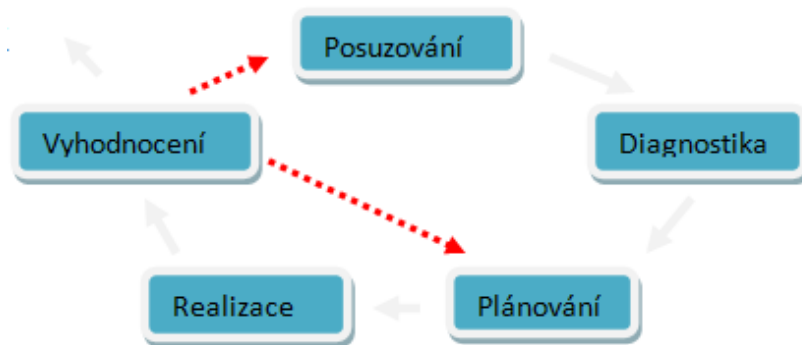 Posuzování
Vyhodnocení
Diagnostika
Realizace
Plánování